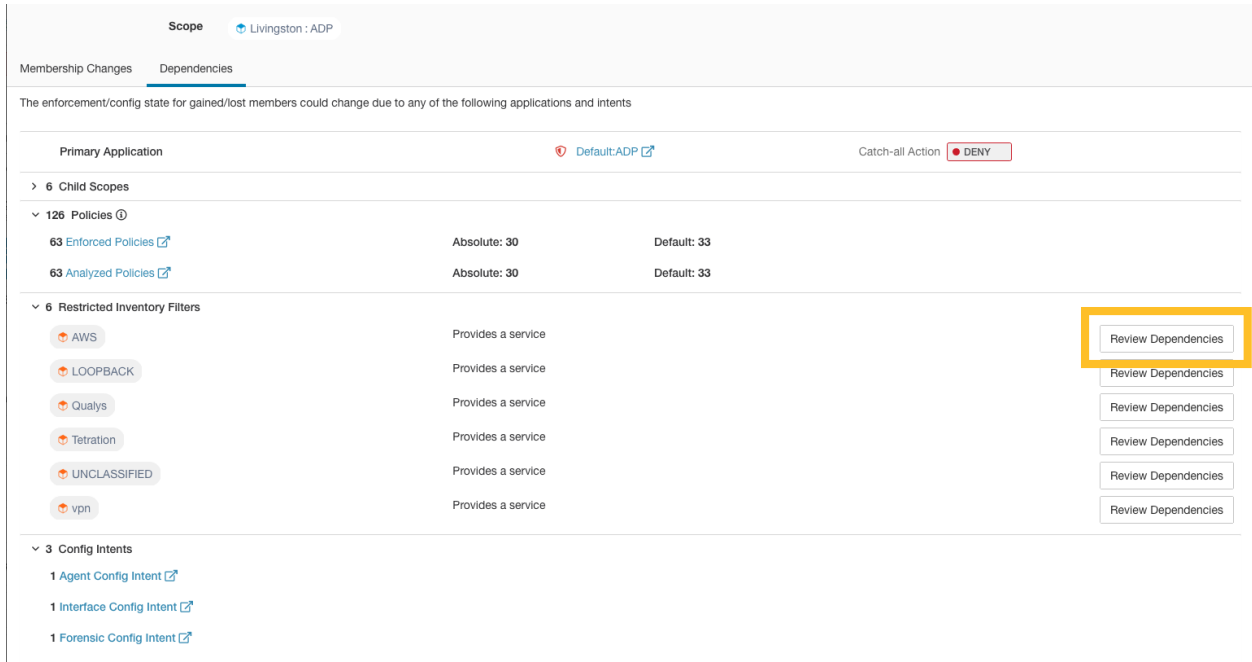 Scope Livingston : ADP
Membership Changes Dependencies
The enforcement/config state for gained/lost members could change due to any of the following applications and intents
Primary Application Default:ADP Catch-all Action DENY
6 Child Scopes
126 Policies
63 Enforced Policies Absolute: 30 Default: 33
63 Analyzed Policies Absolute: 30 Default: 33
6 Restricted Inventory Filters
AWS Provides a service Review Dependencies
LOOPBACK Provides a service Review Dependencies
Qualys Provides a service Review Dependencies
Tetration Provides a service Review Dependencies
UNCLASSIFIED Provides a service Review Dependencies
vpn Provides a service Review Dependencies
3 Config Intents
1 Agent Config Intent
1 Interface Config Intent
1 Forensic Config Intent